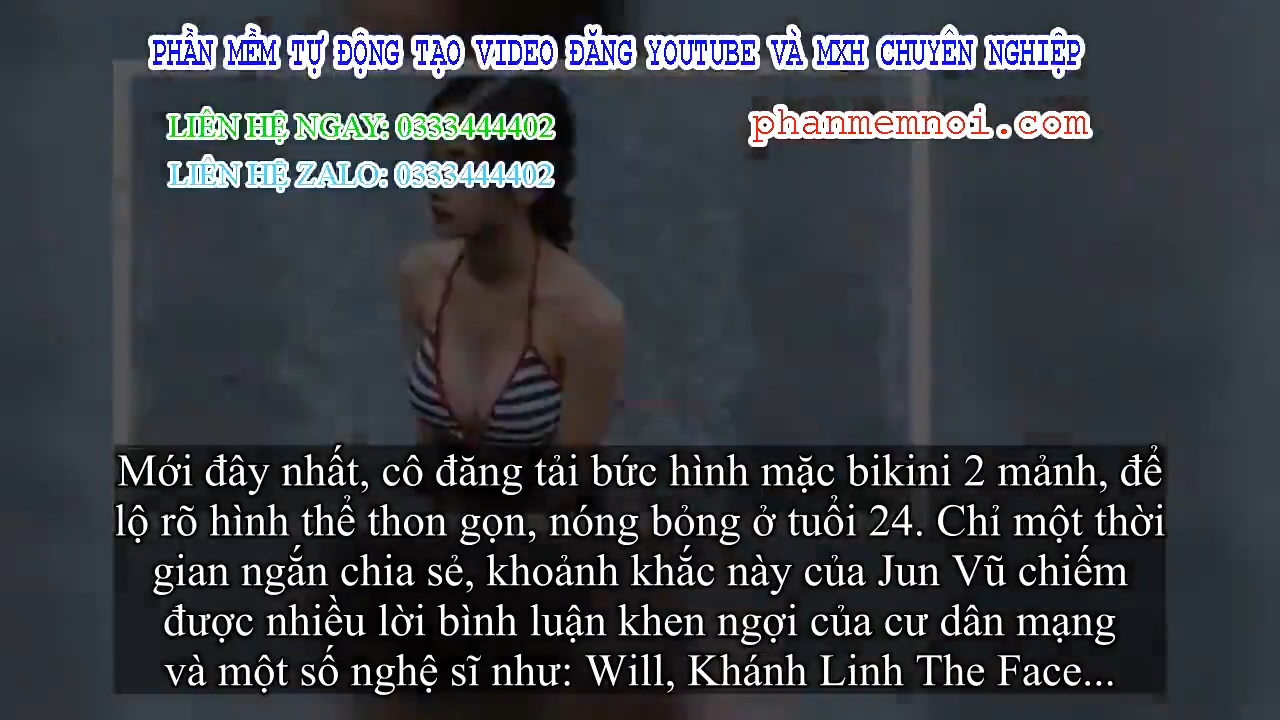 PHẦN MỀM TỰ ĐỘNG TẠO VIDEO ĐĂNG YOUTUBE VÀ MXH CHUYÊN NGHIỆP
LIÊN HỆ NGAY: 0333444402
phanmemnoi.com
LIÊN HỆ ZALO: 0333444402
Mới đây nhất, cô đăng tải bức hình mặc bikini 2 mảnh, để
lộ rõ hình thể thon gọn, nóng bỏng ở tuổi 24. Chỉ một thời
gian ngắn chia sẻ, khoảnh khắc này của Jun Vũ chiếm
được nhiều lời bình luận khen ngợi của cư dân mạng
và một số nghệ sĩ như: Will, Khánh Linh The Face...